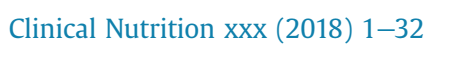 Clinical Nutrition xxx (2018) 1–32